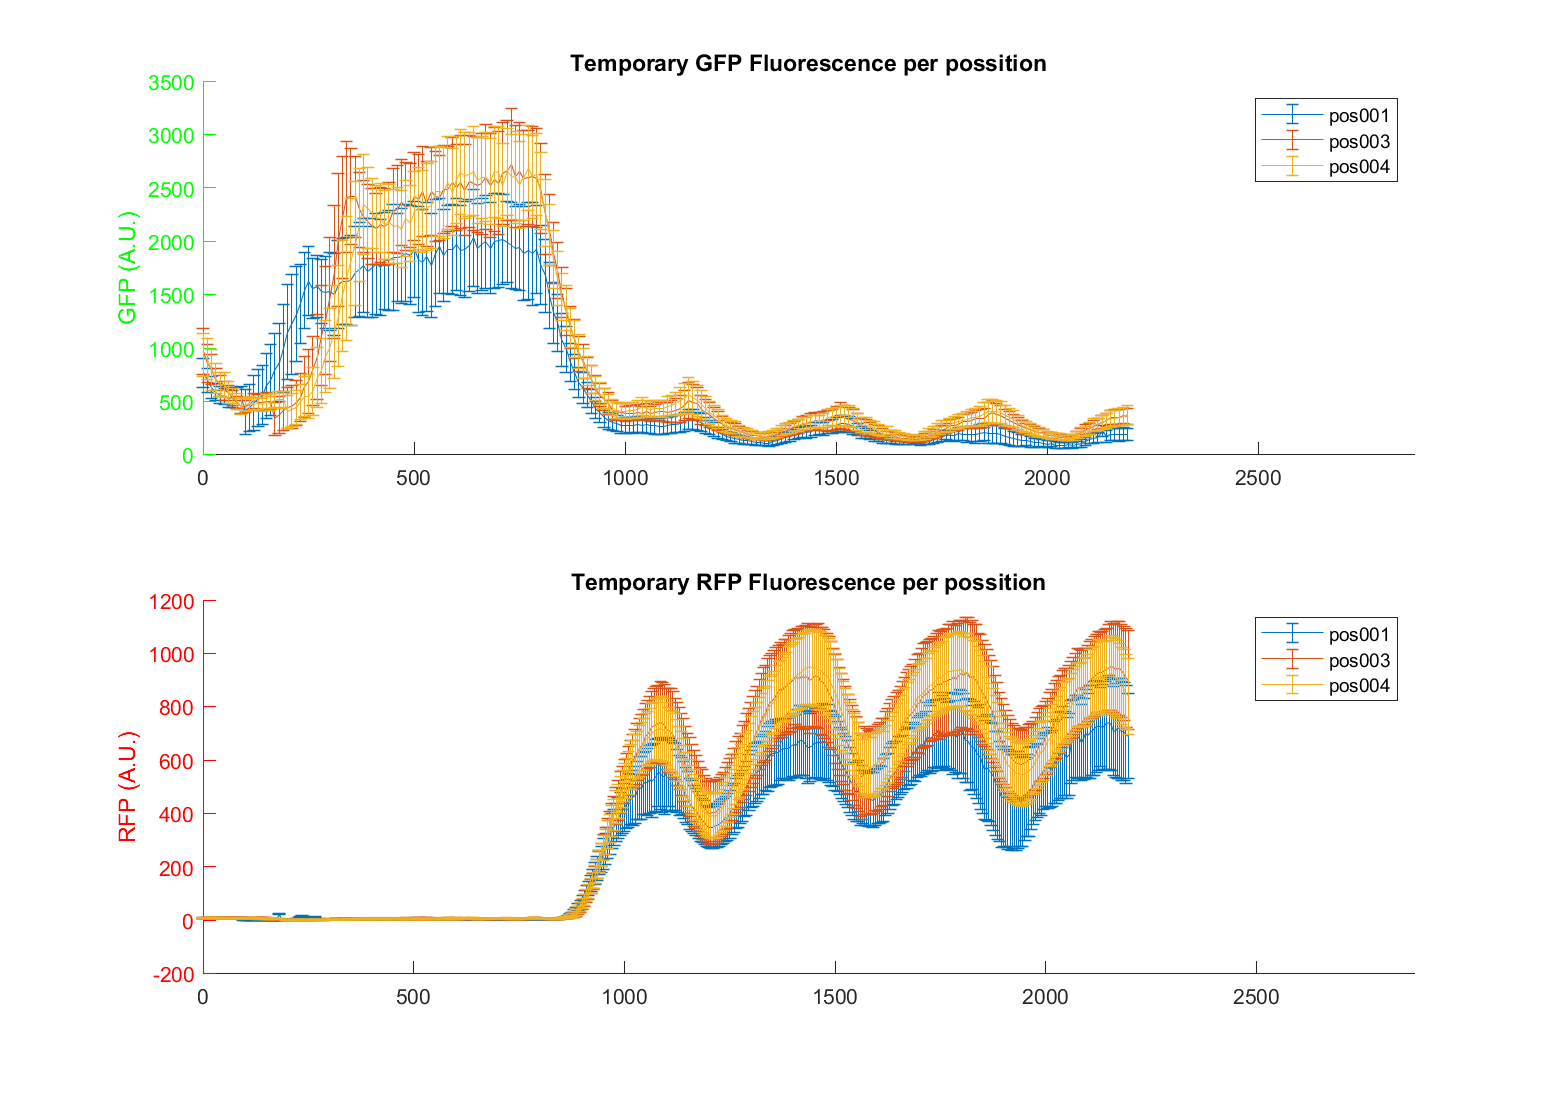 Temporary GFP Fluorescence per possition
3500
3000
2500
2000
1500
1000
500
0
GFP (A.U.)
0 500 1000 1500 2000 2500
pos001
pos003
pos004
Temporary RFP Fluorescence per possition
1200
1000
800
600
400
200
0
-200
RFP (A.U.)
0 500 1000 1500 2000 2500
pos001
pos003
pos004